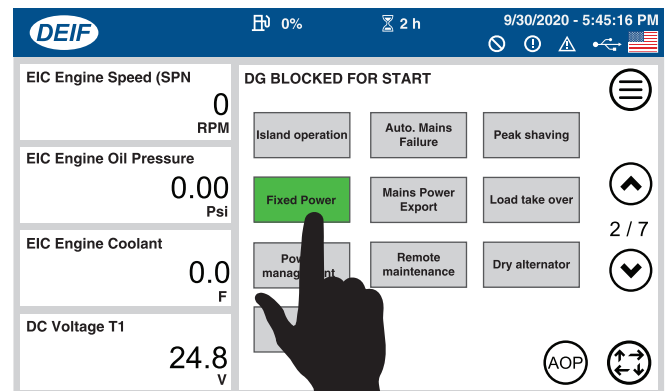 DEIF
0%
2 h
9/30/2020 - 5:45:16 PM
EIC Engine Speed (SPN
0
RPM
EIC Engine Oil Pressure
0.00
Psi
EIC Engine Coolant
0.0
F
DC Voltage T1
24.8
V
DG BLOCKED FOR START
Island operation
Auto. Mains
Failure
Peak shaving
Fixed Power
Mains Power
Export
Load take over
2 / 7
Remote
maintenance
Dry alternator
AOP